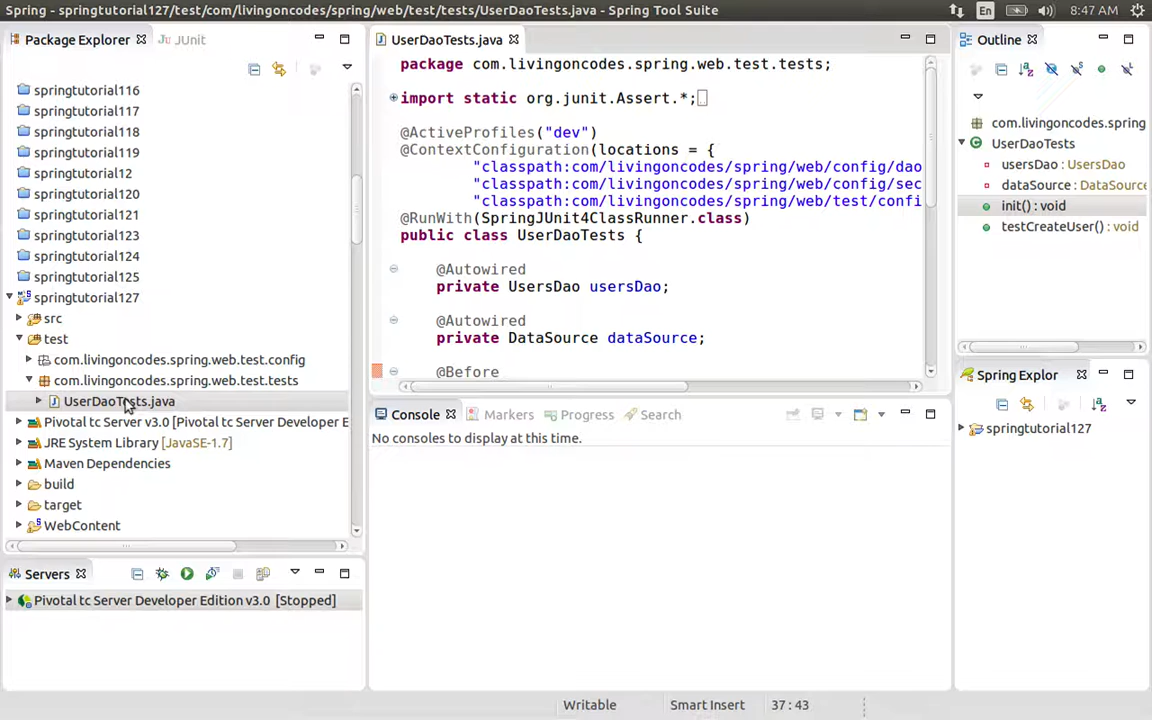 Spring - springtutorial127/test/com/livingoncodes/spring/web/test/tests/UserDaoTests.java - Spring Tool Suite
En
8:47 AM
Package Explorer
JUnit
springtutorial116
springtutorial117
springtutorial118
springtutorial119
springtutorial12
springtutorial120
springtutorial121
springtutorial123
springtutorial124
springtutorial125
springtutorial127
src
test
com.livingoncodes.spring.web.test.config
com.livingoncodes.spring.web.test.tests
UserDaoTests.java
Pivotal tc Server v3.0 [Pivotal tc Server Developer E
JRE System Library [JavaSE-1.7]
Maven Dependencies
build
target
WebContent
Servers
Pivotal tc Server Developer Edition v3.0 [Stopped]
UserDaoTests.java
package com.livingoncodes.spring.web.test.tests;
import static org.junit.Assert.*;
@ActiveProfiles("dev")
@ContextConfiguration(locations = {
"classpath:com/livingoncodes/spring/web/config/dao
"classpath:com/livingoncodes/spring/web/config/sec
"classpath:com/livingoncodes/spring/web/test/confi
@RunWith(SpringJUnit4ClassRunner.class)
public class UserDaoTests {
@Autowired
private UsersDao usersDao;
@Autowired
private DataSource dataSource;
@Before
Console
Markers
Progress
Search
No consoles to display at this time.
Outline
com.livingoncodes.spring
UserDaoTests
usersDao : UsersDao
dataSource : DataSource
init() : void
testCreateUser() : void
Spring Explor
springtutorial127
Writable
Smart Insert
37 : 43